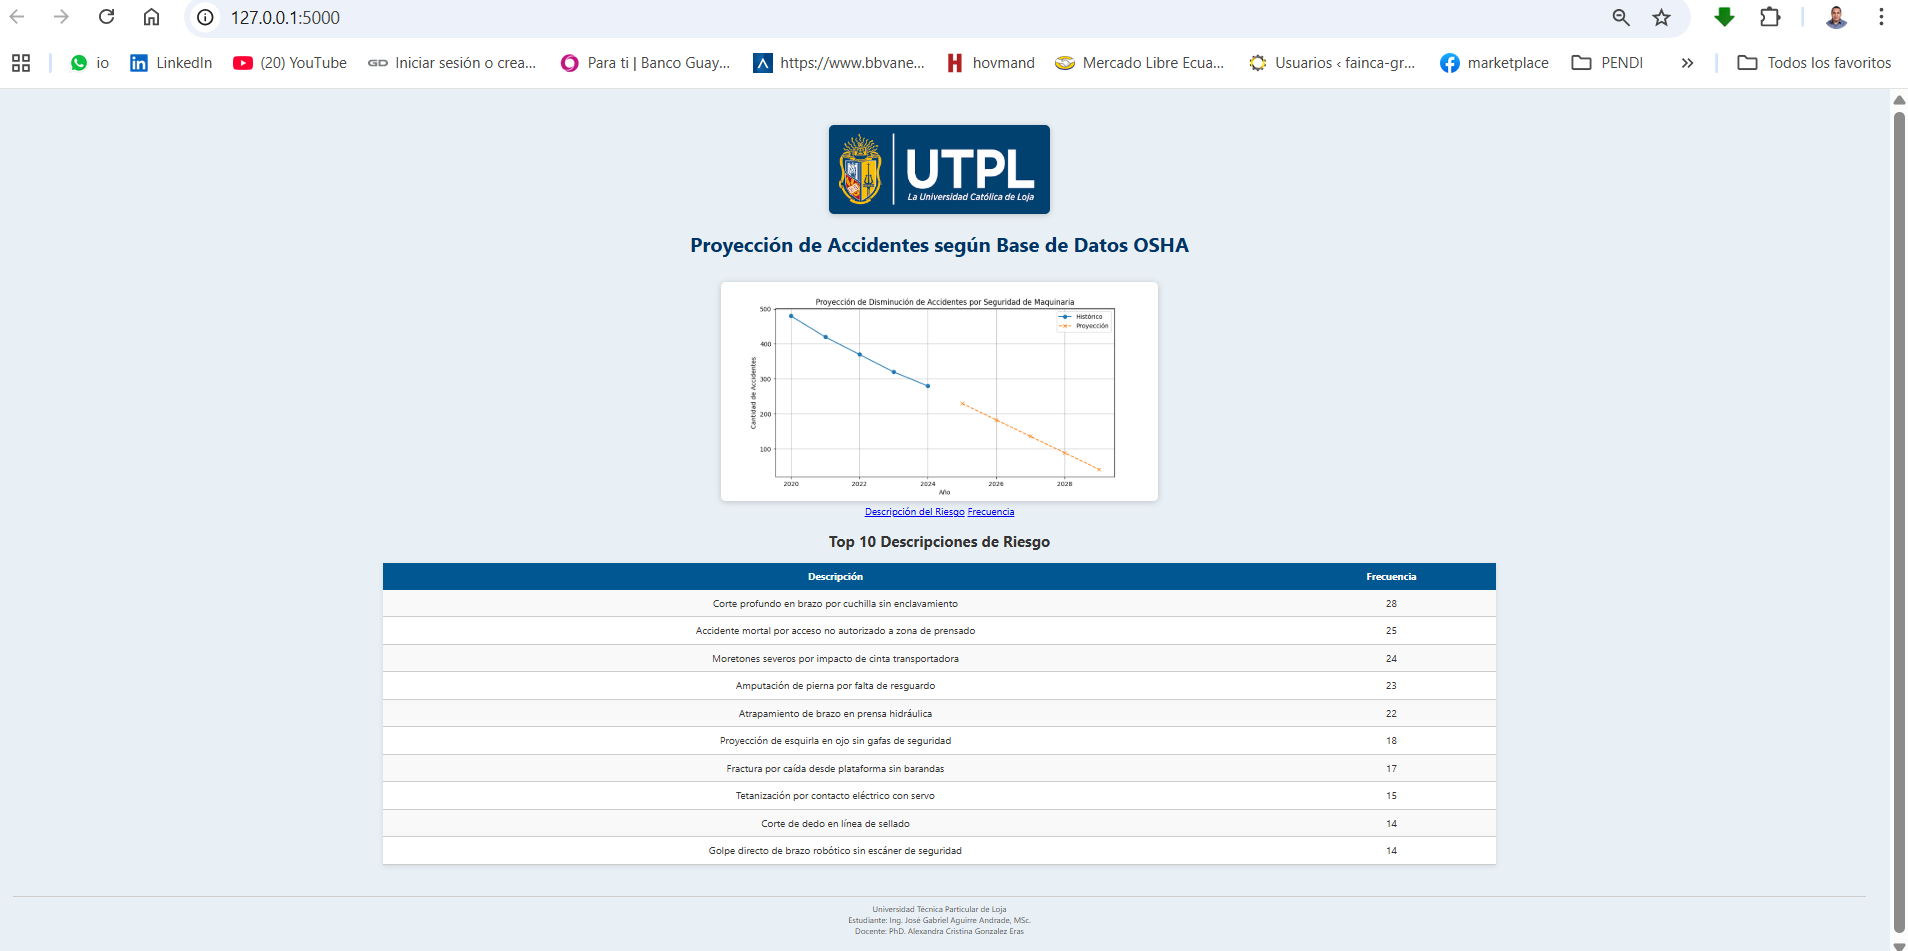 127.0.0.1:5000
io LinkedIn (20) YouTube GD Iniciar sesión o crea... Para ti | Banco Guay... https://www.bbvane... hovmand Mercado Libre Ecua... Usuarios ‹ fainca-gr... marketplace PENDI » Todos los favoritos
UTPL
La Universidad Católica de Loja
Proyección de Accidentes según Base de Datos OSHA
Proyección de Disminución de Accidentes por Seguridad de Maquinaria
Histórico
Proyección
500
400
300
200
100
Cantidad de Accidentes
2020 2022 2024 2026 2028
Año
Descripción del Riesgo Frecuencia
Top 10 Descripciones de Riesgo
Descripción Frecuencia
Corte profundo en brazo por cuchilla sin enclavamiento 28
Accidente mortal por acceso no autorizado a zona de prensado 25
Moretones severos por impacto de cinta transportadora 24
Amputación de pierna por falta de resguardo 23
Atrapamiento de brazo en prensa hidráulica 22
Proyección de esquirla en ojo sin gafas de seguridad 18
Fractura por caída desde plataforma sin barandas 17
Tetanización por contacto eléctrico con servo 15
Corte de dedo en línea de sellado 14
Golpe directo de brazo robótico sin escáner de seguridad 14
Universidad Técnica Particular de Loja
Estudiante: Ing. José Gabriel Aguirre Andrade, MSc.
Docente: PhD. Alexandra Cristina Gonzalez Eras